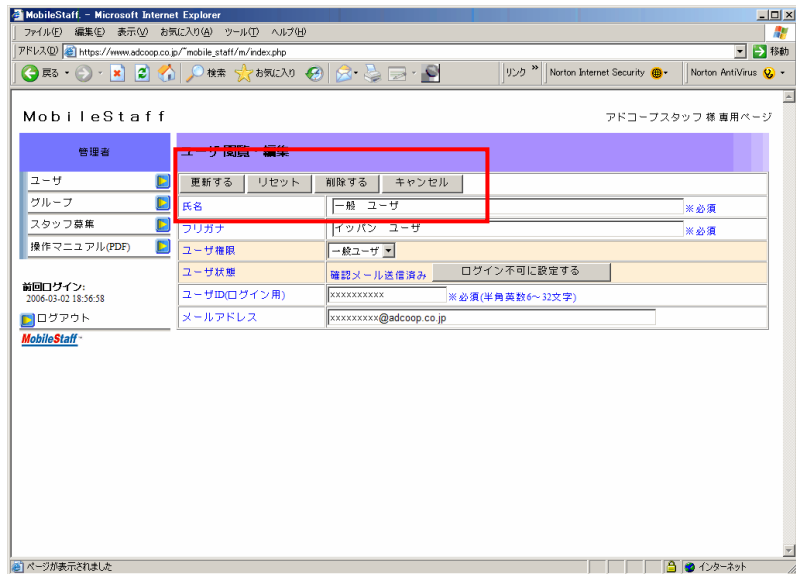 MobileStaff. - Microsoft Internet Explorer
ファイル(F) 編集(E) 表示(V) お気に入り(A) ツール(T) ヘルプ(H)
アドレス(D) https://www.adcoop.co.jp/~mobile_staff/m/index.php 移動
戻る 検索 お気に入り リンク » Norton Internet Security Norton AntiVirus
MobileStaff アドコープスタッフ 様 専用ページ
管理者 ユーザ 閲覧・編集
ユーザ 更新する リセット 削除する キャンセル
グループ 氏名 一般 ユーザ ※必須
スタッフ募集 フリガナ イッパン ユーザ ※必須
操作マニュアル(PDF) ユーザ権限 一般ユーザ
ユーザ状態 確認メール送信済み ログイン不可に設定する
前回ログイン: ユーザID(ログイン用) xxxxxxxxxx ※必須(半角英数6~32文字)
2006-03-02 18:56:58
ログアウト メールアドレス xxxxxxxxx@adcoop.co.jp
MobileStaff
ページが表示されました インターネット